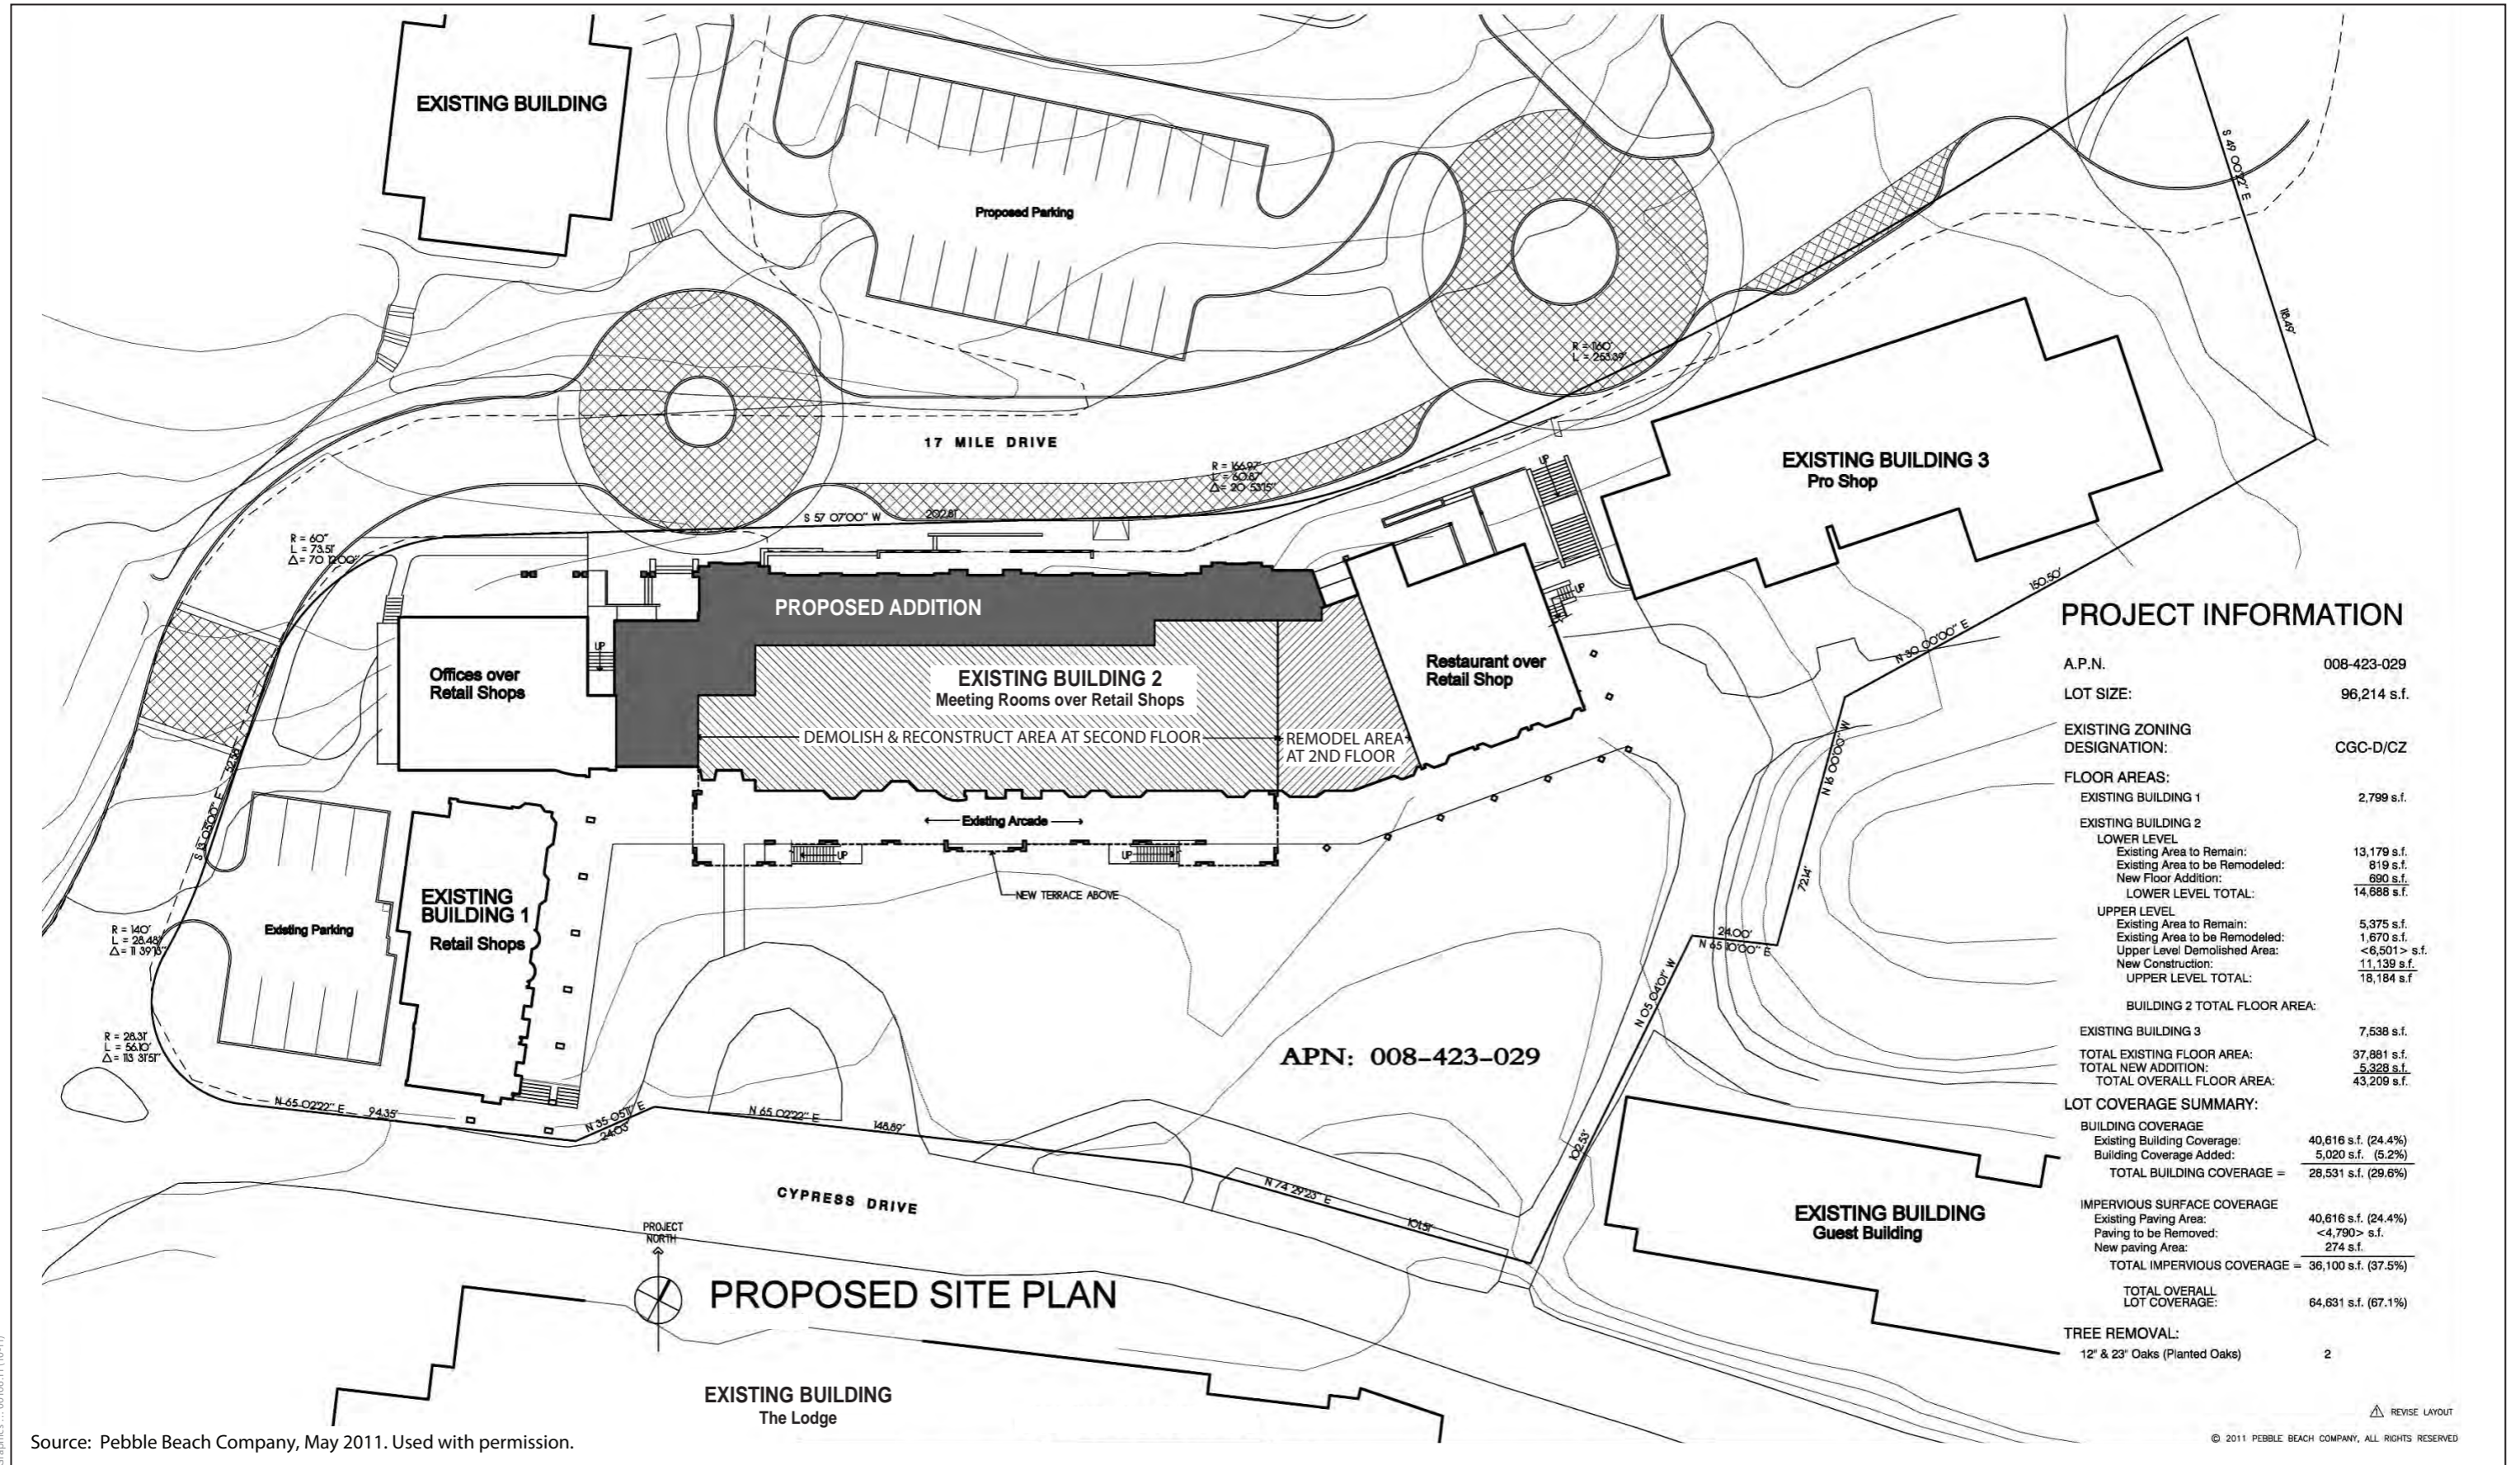 EXISTING BUILDING
Proposed Parking
S 49 00'22" E
118.49'
R = 160'
L = 253.39'
17 MILE DRIVE
R = 166.97'
L = 60.87'
Δ= 20 53'15"
S 57 07'00" W
202.81'
EXISTING BUILDING 3
Pro Shop
UP
R = 60"
L = 73.51'
Δ= 70 12'00"
150.50'
N 30 00'00" E
PROPOSED ADDITION
UP
UP
Offices over
Retail Shops
EXISTING BUILDING 2
Meeting Rooms over Retail Shops
Restaurant over
Retail Shop
DEMOLISH & RECONSTRUCT AREA AT SECOND FLOOR
REMODEL AREA
AT 2ND FLOOR
N 16 00'00" W
72.14'
S 13 05'00" E
Existing Arcade
UP
UP
NEW TERRACE ABOVE
EXISTING
BUILDING 1
Retail Shops
Existing Parking
R = 140'
L = 28.48'
Δ= 11 39'13"
24.00'
N 65 10'00" E
N 05 04'01" W
102.53'
R = 28.31'
L = 56.10'
Δ= 113 31'51"
APN: 008-423-029
N 65 02'22" E
94.35'
N 35 05'11" E
24.03'
N 65 02'22" E
148.89'
N 74 29'23" E
101.51'
CYPRESS DRIVE
EXISTING BUILDING
Guest Building
PROJECT
NORTH
PROPOSED SITE PLAN
EXISTING BUILDING
The Lodge
PROJECT INFORMATION
A.P.N. 008-423-029
LOT SIZE: 96,214 s.f.
EXISTING ZONING
DESIGNATION: CGC-D/CZ
FLOOR AREAS:
EXISTING BUILDING 1 2,799 s.f.
EXISTING BUILDING 2
LOWER LEVEL
Existing Area to Remain: 13,179 s.f.
Existing Area to be Remodeled: 819 s.f.
New Floor Addition: 690 s.f.
LOWER LEVEL TOTAL: 14,688 s.f.
UPPER LEVEL
Existing Area to Remain: 5,375 s.f.
Existing Area to be Remodeled: 1,670 s.f.
Upper Level Demolished Area: <6,501> s.f.
New Construction: 11,139 s.f.
UPPER LEVEL TOTAL: 18,184 s.f
BUILDING 2 TOTAL FLOOR AREA:
EXISTING BUILDING 3 7,538 s.f.
TOTAL EXISTING FLOOR AREA: 37,881 s.f.
TOTAL NEW ADDITION: 5,328 s.f.
TOTAL OVERALL FLOOR AREA: 43,209 s.f.
LOT COVERAGE SUMMARY:
BUILDING COVERAGE
Existing Building Coverage: 40,616 s.f. (24.4%)
Building Coverage Added: 5,020 s.f. (5.2%)
TOTAL BUILDING COVERAGE = 28,531 s.f. (29.6%)
IMPERVIOUS SURFACE COVERAGE
Existing Paving Area: 40,616 s.f. (24.4%)
Paving to be Removed: <4,790> s.f.
New paving Area: 274 s.f.
TOTAL IMPERVIOUS COVERAGE = 36,100 s.f. (37.5%)
TOTAL OVERALL
LOT COVERAGE: 64,631 s.f. (67.1%)
TREE REMOVAL:
12" & 23" Oaks (Planted Oaks) 2
1 REVISE LAYOUT
© 2011 PEBBLE BEACH COMPANY, ALL RIGHTS RESERVED
Source: Pebble Beach Company, May 2011. Used with permission.